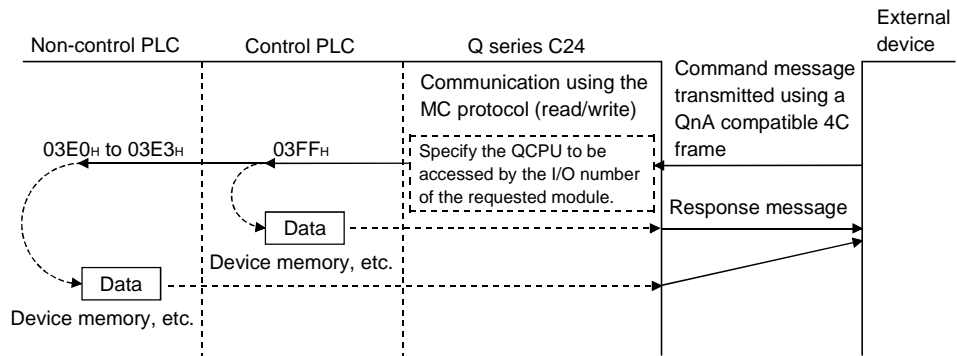 External
device
Non-control PLC
Control PLC
Q series C24
Communication using the
MC protocol (read/write)
Command message
transmitted using a
QnA compatible 4C
frame
03E0H to 03E3H
03FFH
Specify the QCPU to be
accessed by the I/O number
of the requested module.
Response message
Data
Device memory, etc.
Data
Device memory, etc.